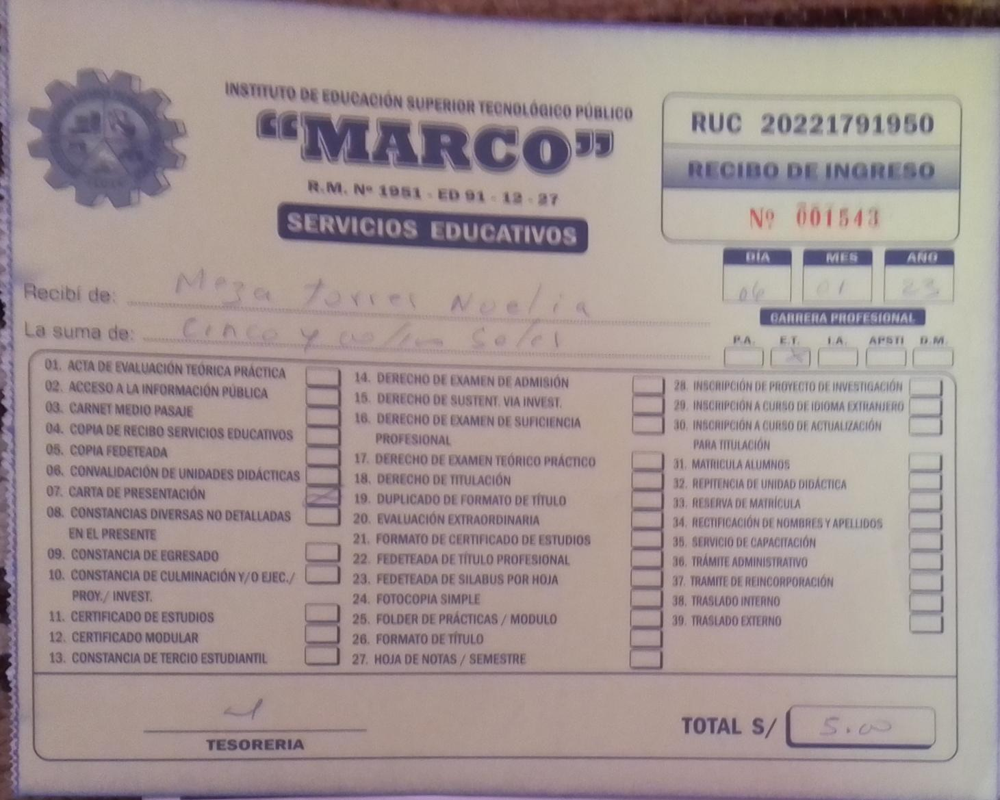 INSTITUTO DE EDUCACIÓN SUPERIOR TECNOLÓGICO PÚBLICO
“MARCO”
R.M. Nº 1951 - ED 91 - 12 - 27
SERVICIOS EDUCATIVOS
RUC 20221791950
RECIBO DE INGRESO
Nº 001543
DÍA MES AÑO
06 01 23
Recibí de: Meza Torres Noelia
CARRERA PROFESIONAL
La suma de: Cinco y 00/100 Soles
P.A. E.T. I.A. APSTI D.M.
X
01. ACTA DE EVALUACIÓN TEÓRICA PRÁCTICA
02. ACCESO A LA INFORMACIÓN PÚBLICA
03. CARNET MEDIO PASAJE
04. COPIA DE RECIBO SERVICIOS EDUCATIVOS
05. COPIA FEDETEADA
06. CONVALIDACIÓN DE UNIDADES DIDÁCTICAS
07. CARTA DE PRESENTACIÓN X
08. CONSTANCIAS DIVERSAS NO DETALLADAS
EN EL PRESENTE
09. CONSTANCIA DE EGRESADO
10. CONSTANCIA DE CULMINACIÓN Y/O EJEC./
PROY./ INVEST.
11. CERTIFICADO DE ESTUDIOS
12. CERTIFICADO MODULAR
13. CONSTANCIA DE TERCIO ESTUDIANTIL
14. DERECHO DE EXAMEN DE ADMISIÓN
15. DERECHO DE SUSTENT. VIA INVEST.
16. DERECHO DE EXAMEN DE SUFICIENCIA
PROFESIONAL
17. DERECHO DE EXAMEN TEÓRICO PRÁCTICO
18. DERECHO DE TITULACIÓN
19. DUPLICADO DE FORMATO DE TÍTULO
20. EVALUACIÓN EXTRAORDINARIA
21. FORMATO DE CERTIFICADO DE ESTUDIOS
22. FEDETEADA DE TÍTULO PROFESIONAL
23. FEDETEADA DE SILABUS POR HOJA
24. FOTOCOPIA SIMPLE
25. FOLDER DE PRÁCTICAS / MODULO
26. FORMATO DE TÍTULO
27. HOJA DE NOTAS / SEMESTRE
28. INSCRIPCIÓN DE PROYECTO DE INVESTIGACIÓN
29. INSCRIPCIÓN A CURSO DE IDIOMA EXTRANJERO
30. INSCRIPCIÓN A CURSO DE ACTUALIZACIÓN
PARA TITULACIÓN
31. MATRICULA ALUMNOS
32. REPITENCIA DE UNIDAD DIDÁCTICA
33. RESERVA DE MATRÍCULA
34. RECTIFICACIÓN DE NOMBRES Y APELLIDOS
35. SERVICIO DE CAPACITACIÓN
36. TRÁMITE ADMINISTRATIVO
37. TRAMITE DE REINCORPORACIÓN
38. TRASLADO INTERNO
39. TRASLADO EXTERNO
TESORERIA
TOTAL S/ 5.00